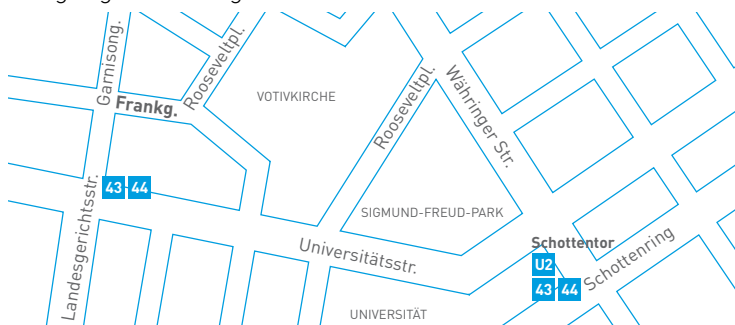 Garnisong.
Rooseveltpl.
Frankg.
VOTIVKIRCHE
Rooseveltpl.
Währinger Str.
43 44
Landesgerichtsstr.
SIGMUND-FREUD-PARK
Universitätsstr.
Schottentor
U2
43 44
Schottenring
UNIVERSITÄT